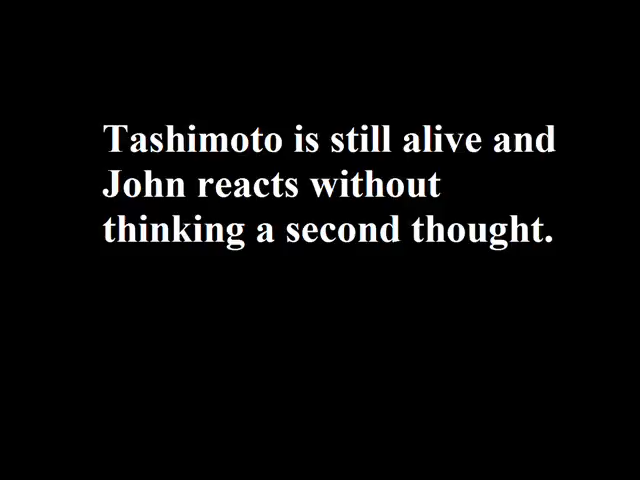 Tashimoto is still alive and
John reacts without
thinking a second thought.